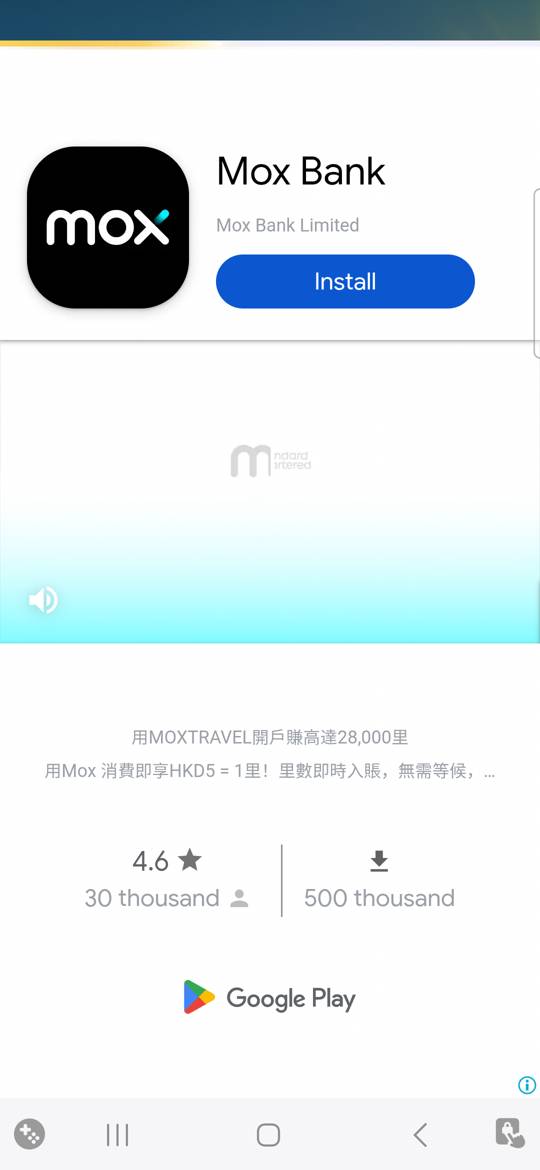 mox
Mox Bank
Mox Bank Limited
Install
m ndard
rtered
用MOXTRAVEL開戶賺高達28,000里
用Mox 消費即享HKD5 = 1里！里數即時入賬，無需等候，...
4.6
30 thousand
500 thousand
Google Play